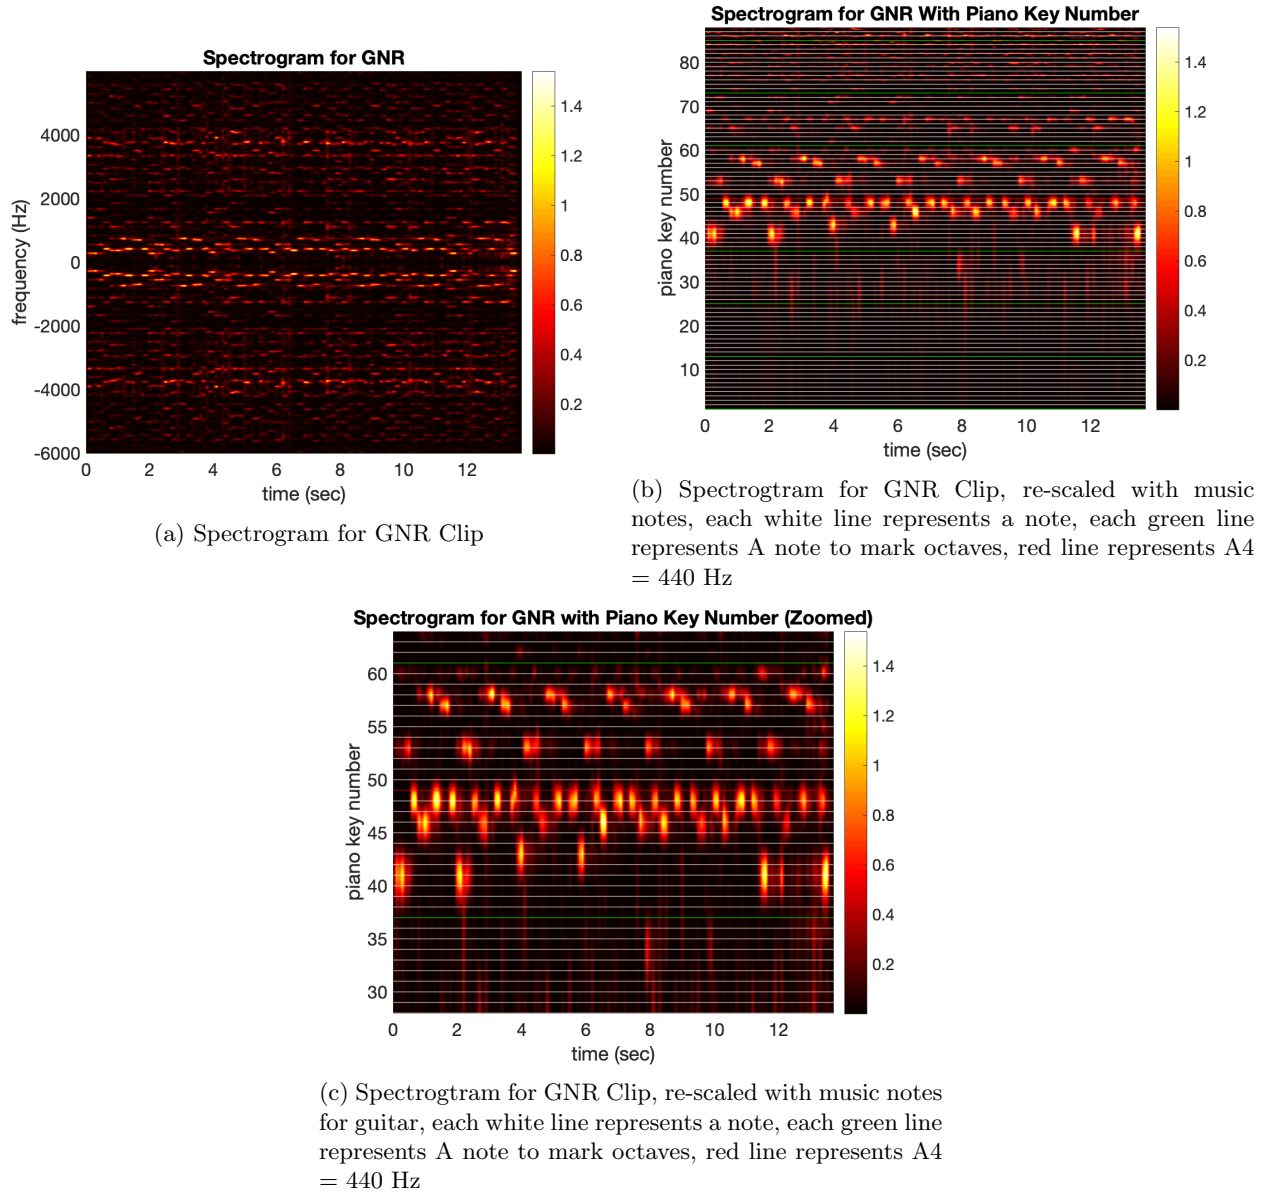 Spectrogram for GNR
frequency (Hz)
4000
2000
0
-2000
-4000
-6000
0 2 4 6 8 10 12
time (sec)
1.4
1.2
1
0.8
0.6
0.4
0.2
(a) Spectrogram for GNR Clip
Spectrogram for GNR With Piano Key Number
piano key number
80
70
60
50
40
30
20
10
0 2 4 6 8 10 12
time (sec)
1.4
1.2
1
0.8
0.6
0.4
0.2
(b) Spectrogtram for GNR Clip, re-scaled with music
notes, each white line represents a note, each green line
represents A note to mark octaves, red line represents A4
= 440 Hz
Spectrogram for GNR with Piano Key Number (Zoomed)
piano key number
60
55
50
45
40
35
30
0 2 4 6 8 10 12
time (sec)
1.4
1.2
1
0.8
0.6
0.4
0.2
(c) Spectrogtram for GNR Clip, re-scaled with music notes
for guitar, each white line represents a note, each green line
represents A note to mark octaves, red line represents A4
= 440 Hz